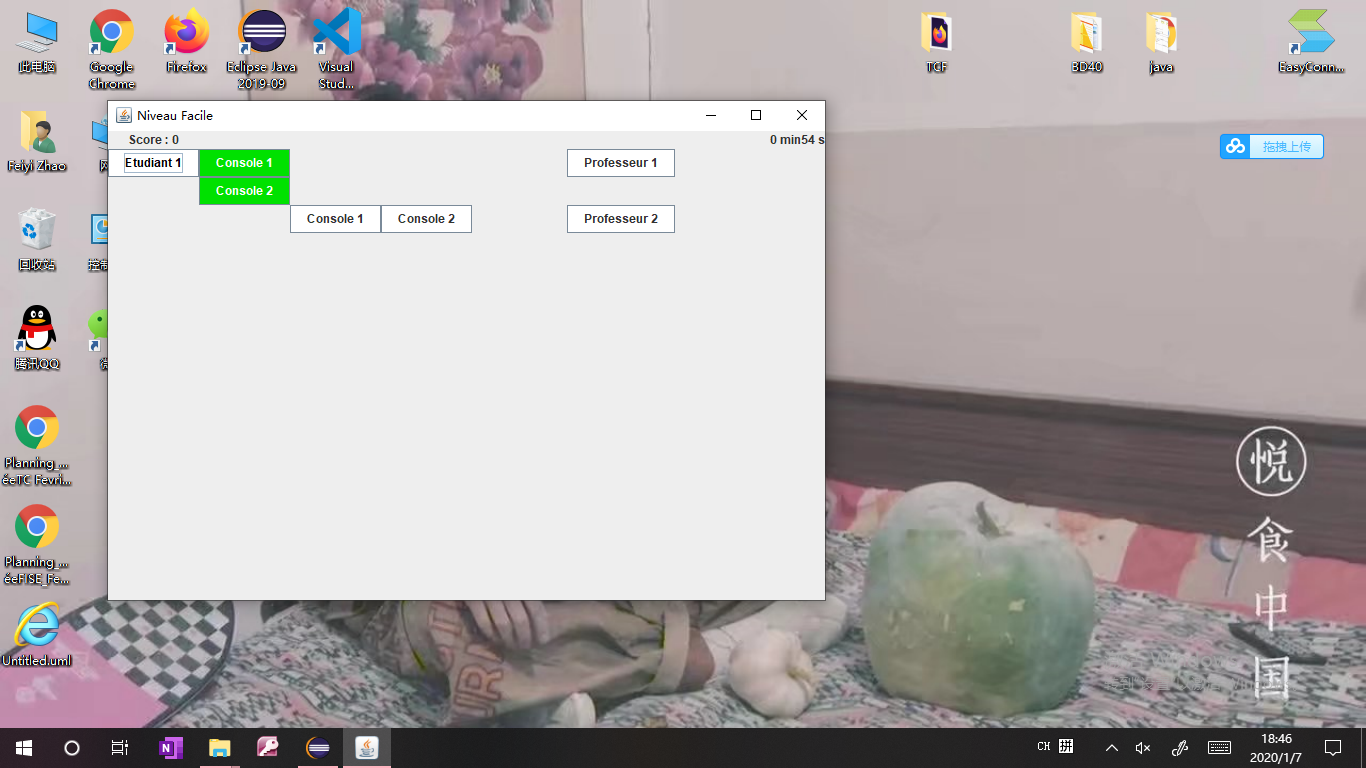 此电脑
Google
Chrome
Firefox
Eclipse Java
2019-09
Visual
Stud...
TCF
BD40
java
EasyConn...
Niveau Facile
Score : 0
0 min54 s
Etudiant 1
Console 1
Professeur 1
Console 2
Console 1
Console 2
Professeur 2
Feiyi Zhao
拖拽上传
回收站
腾讯QQ
Planning_...
éeTC Fevri...
Planning_...
éeFISE_Fe...
Untitled.uml
悦
食
中
国
CH
拼
18:46
2020/1/7